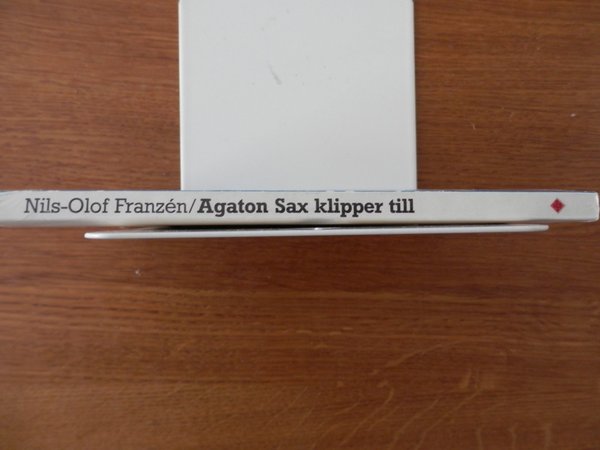 Nils-Olof Franzén/Agaton Sax klipper till